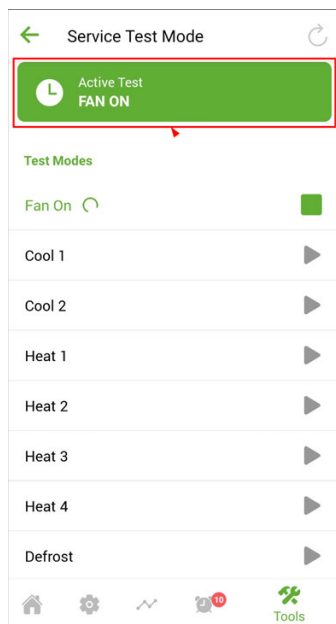 Service Test Mode
Active Test
FAN ON
Test Modes
Fan On
Cool 1
Cool 2
Heat 1
Heat 2
Heat 3
Heat 4
Defrost
10
Tools